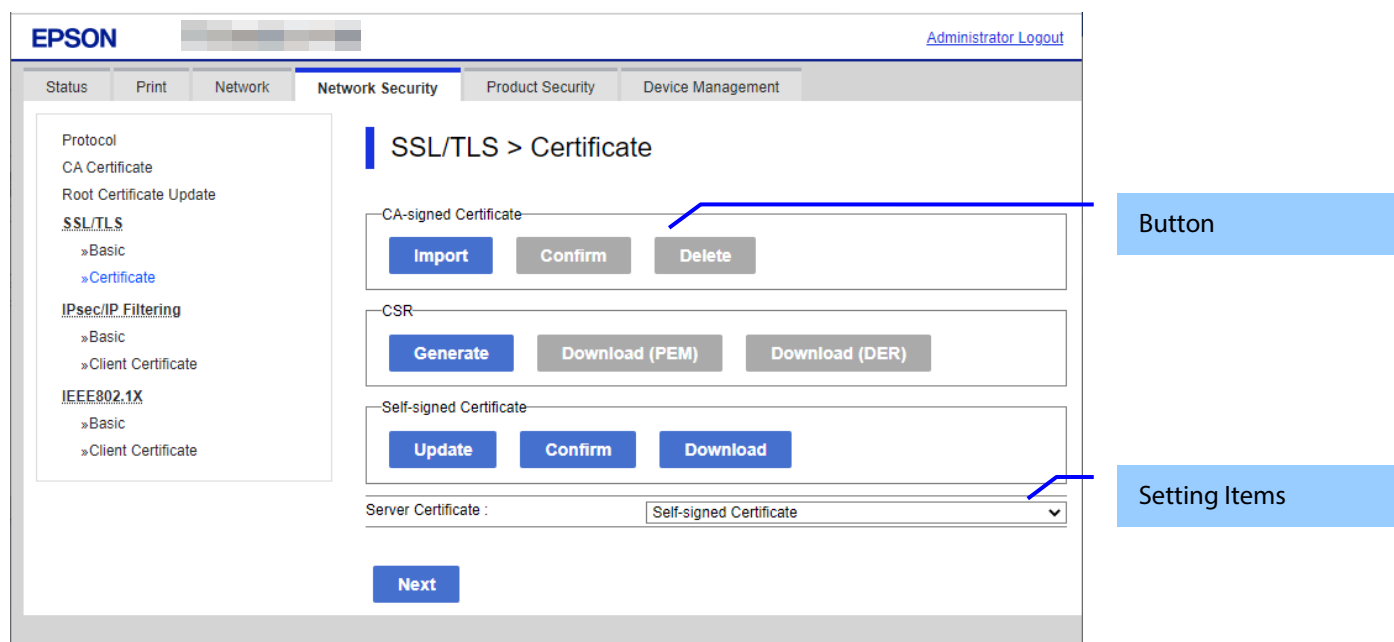 EPSON
Administrator Logout
Status Print Network Network Security Product Security Device Management
Protocol
CA Certificate
Root Certificate Update
SSL/TLS
»Basic
»Certificate
IPsec/IP Filtering
»Basic
»Client Certificate
IEEE802.1X
»Basic
»Client Certificate
SSL/TLS > Certificate
CA-signed Certificate
Import Confirm Delete
CSR
Generate Download (PEM) Download (DER)
Self-signed Certificate
Update Confirm Download
Server Certificate : Self-signed Certificate
Next
Button
Setting Items